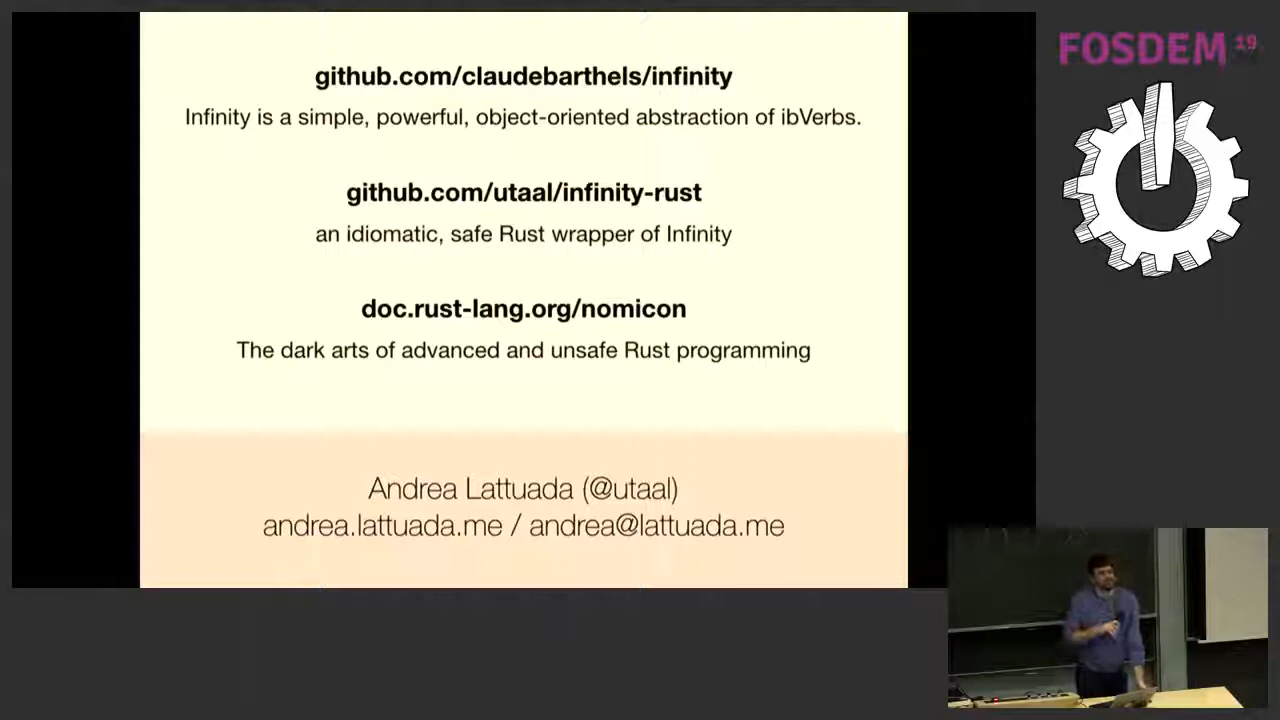 github.com/claudebarthels/infinity
Infinity is a simple, powerful, object-oriented abstraction of ibVerbs.
github.com/utaal/infinity-rust
an idiomatic, safe Rust wrapper of Infinity
doc.rust-lang.org/nomicon
The dark arts of advanced and unsafe Rust programming
Andrea Lattuada (@utaal)
andrea.lattuada.me / andrea@lattuada.me
FOSDEM 19